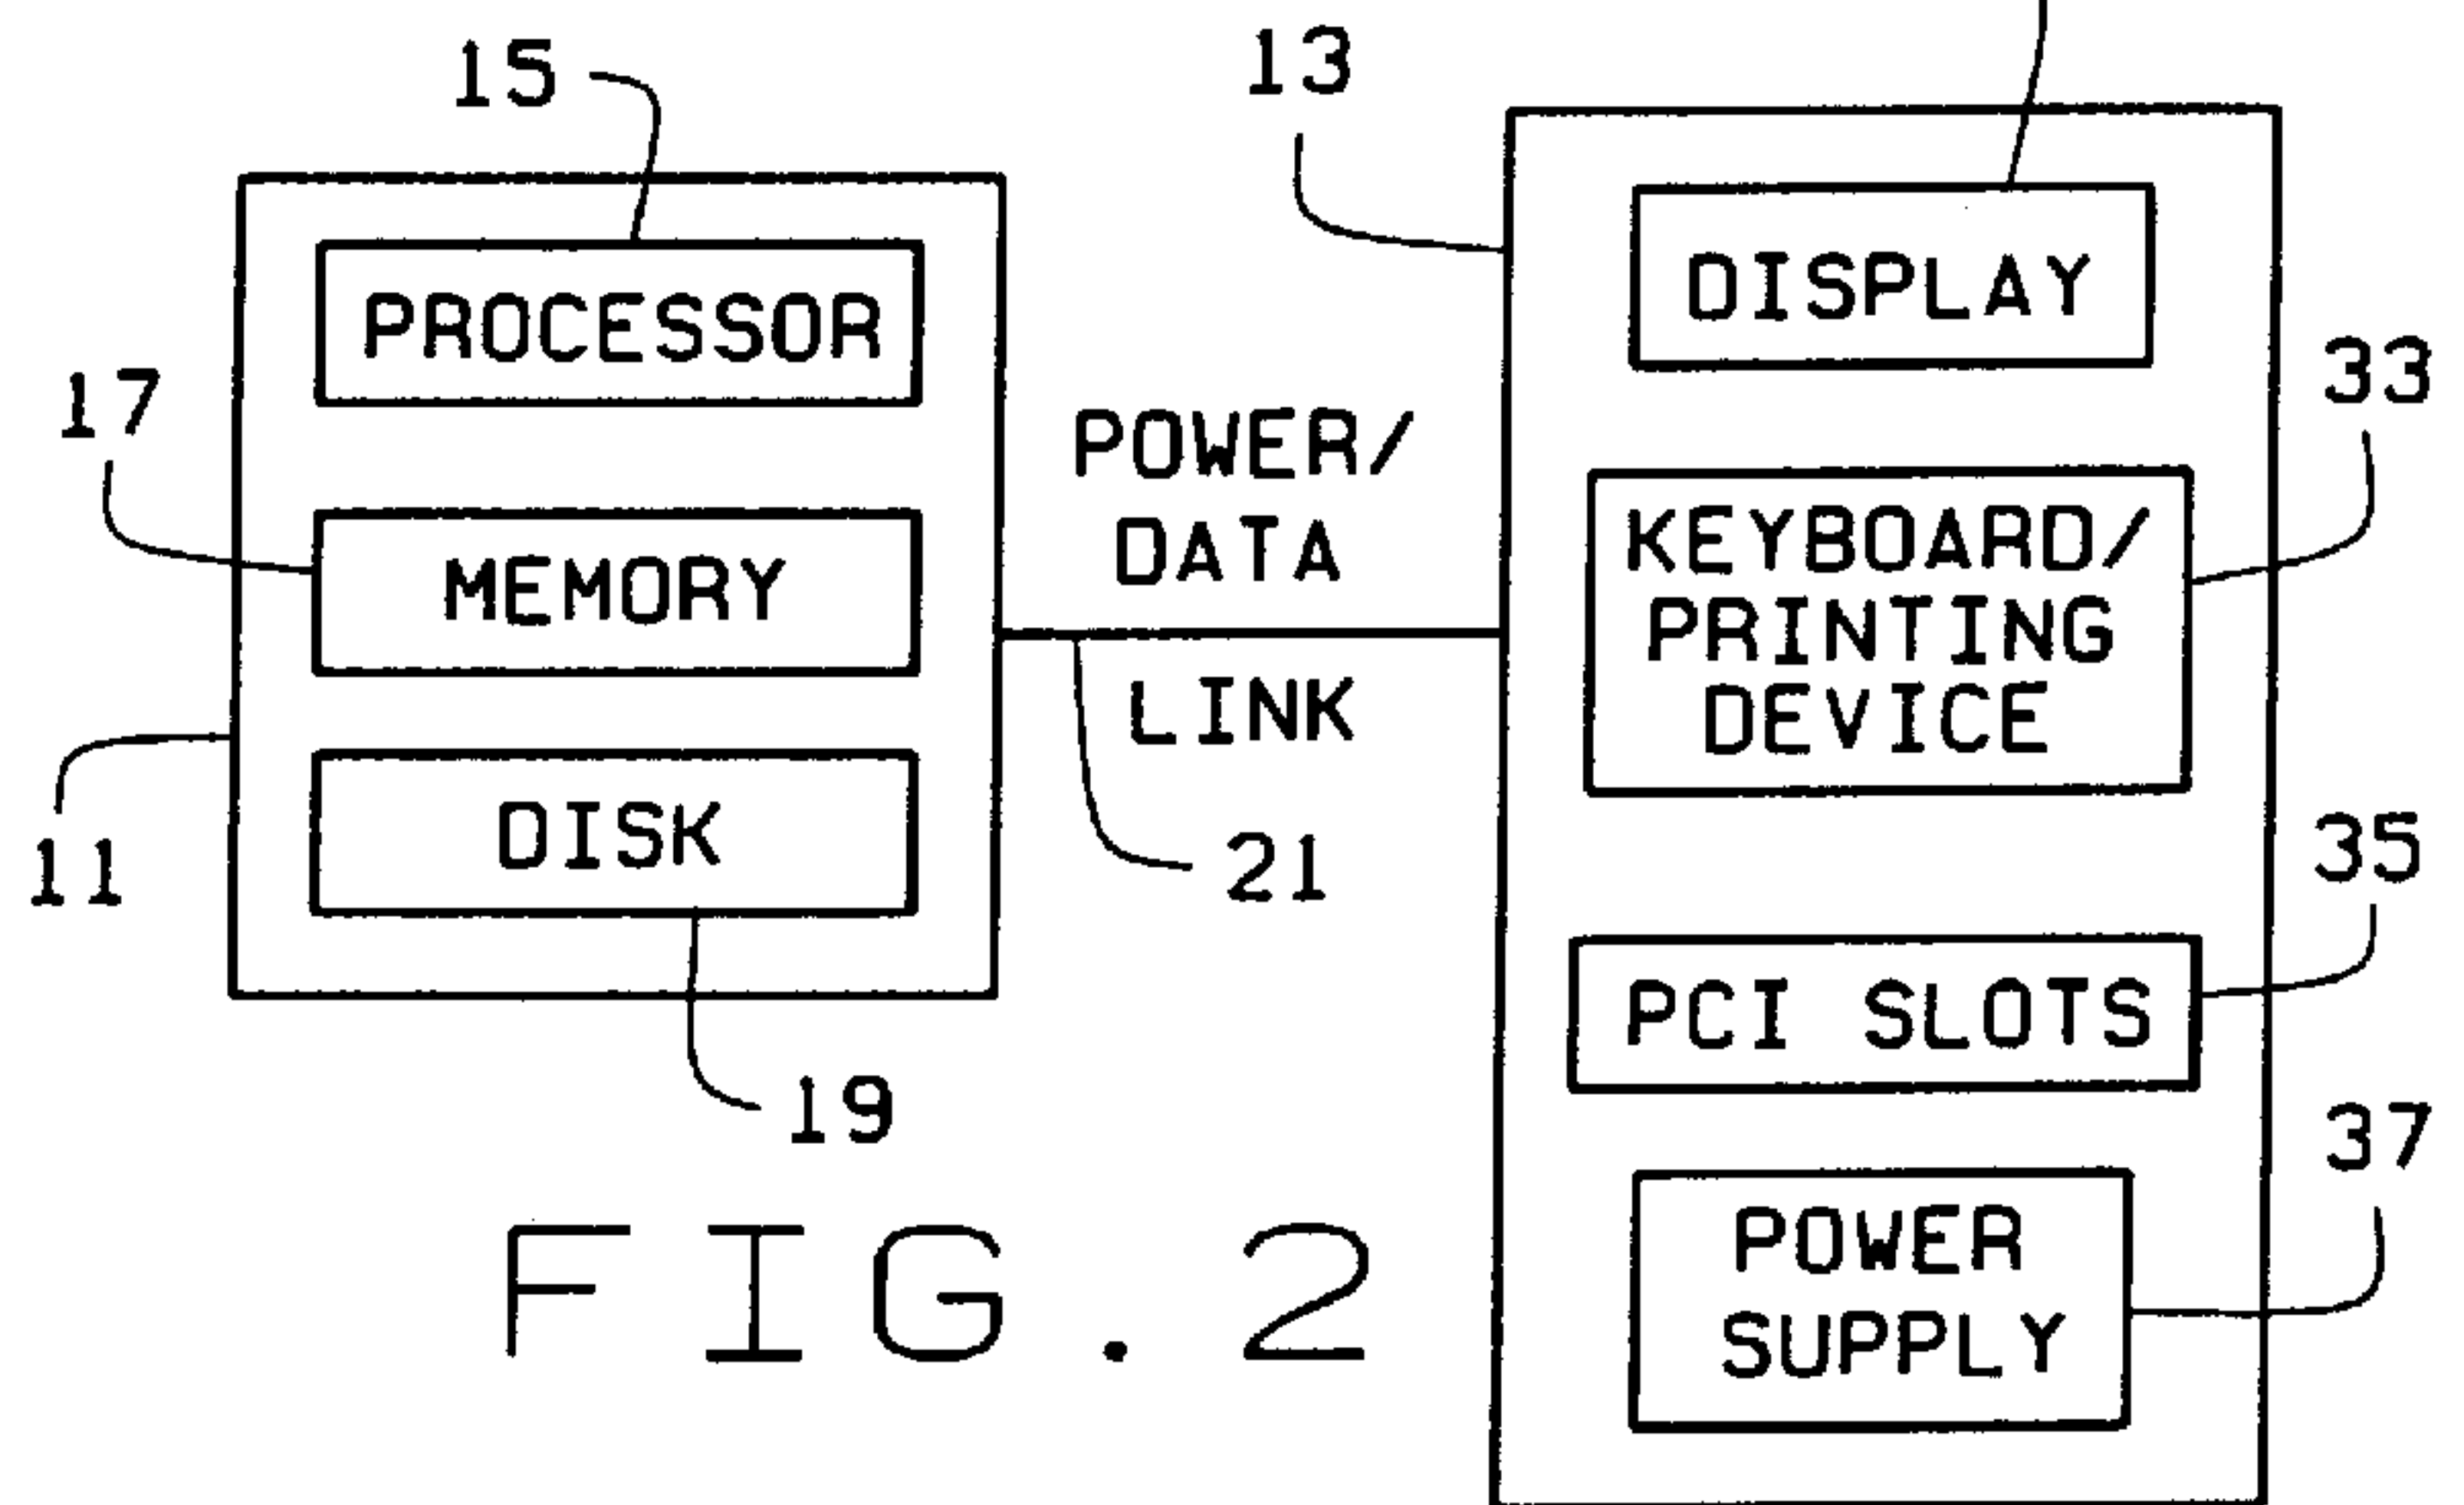 15
13
PROCESSOR
DISPLAY
17
33
POWER/
DATA
MEMORY
KEYBOARD/
PRINTING
DEVICE
LINK
DISK
11
21
35
PCI SLOTS
19
37
POWER
SUPPLY
FIG. 2